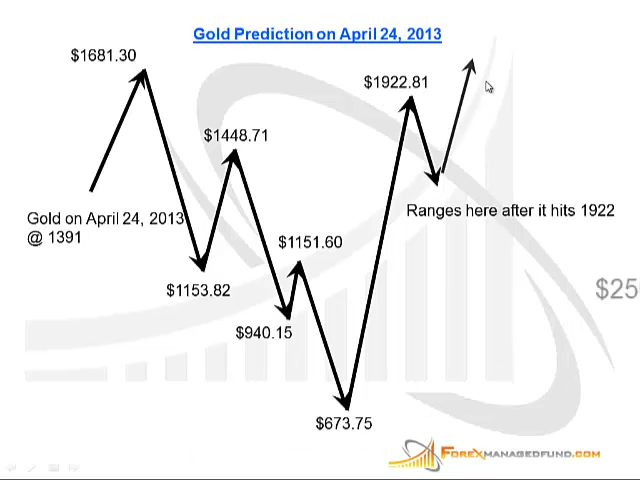 Gold Prediction on April 24, 2013
$1681.30
$1922.81
$1448.71
Gold on April 24, 2013
@ 1391
Ranges here after it hits 1922
$1151.60
$1153.82
$940.15
$673.75
FOREXMANAGEDFUND.COM